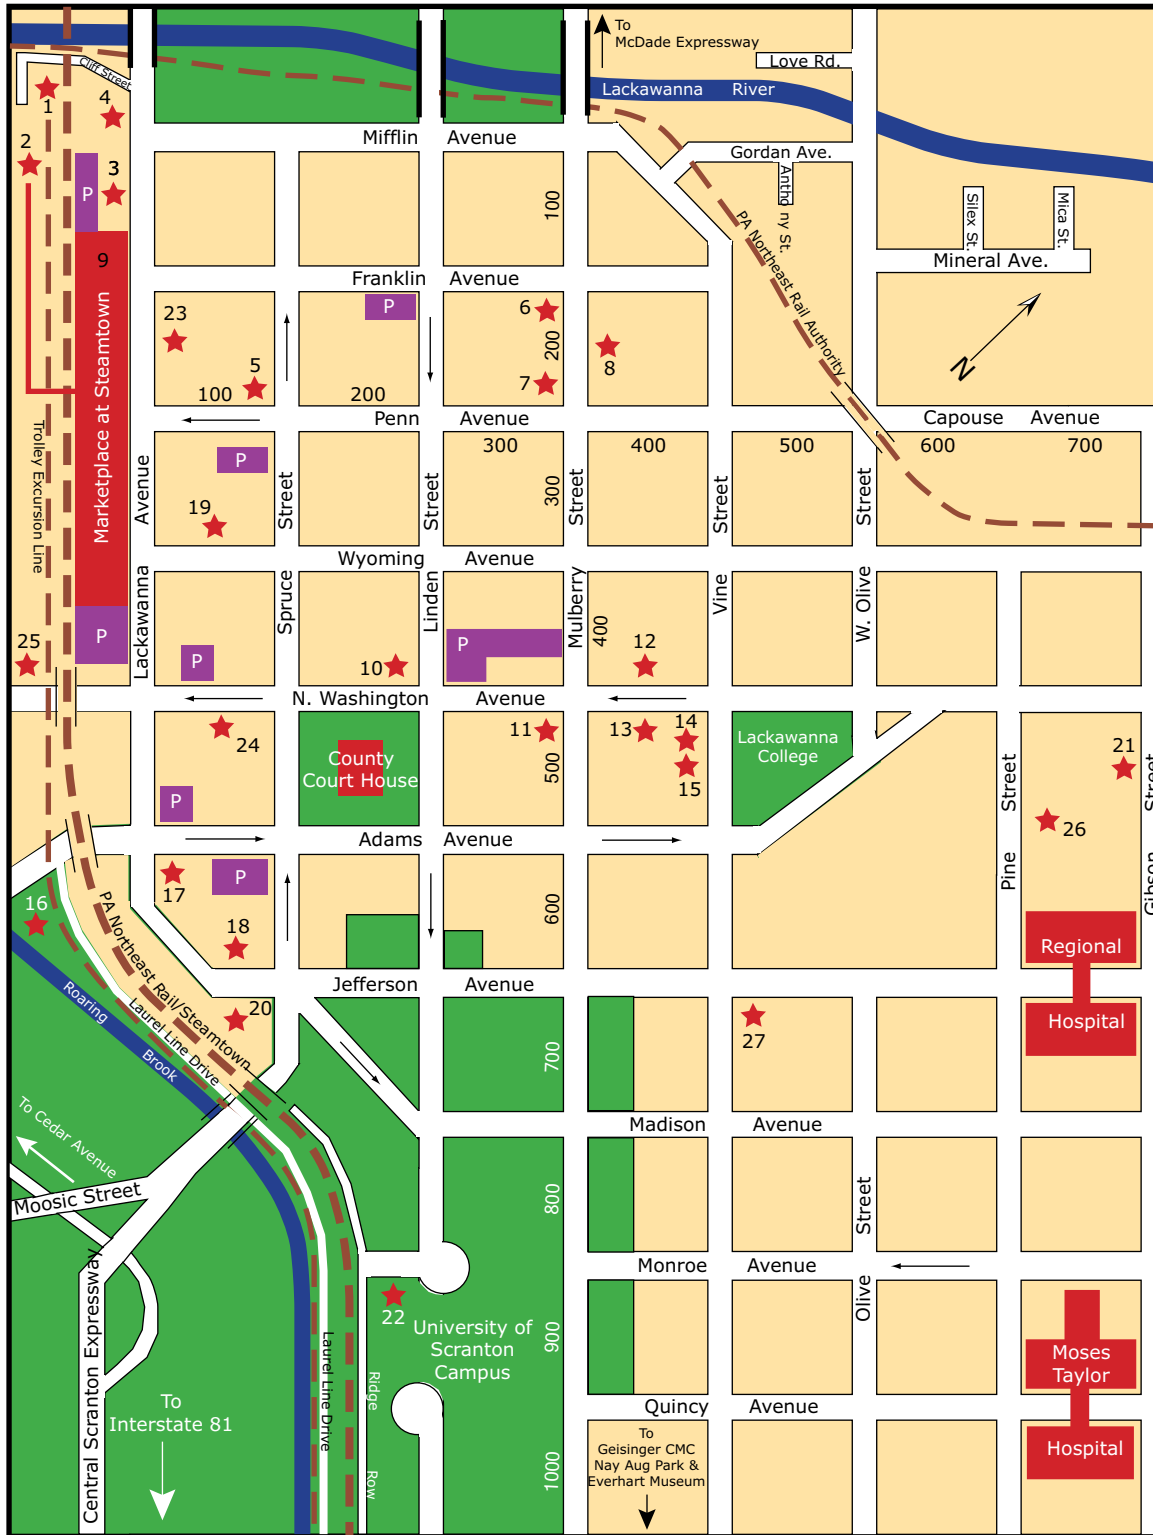 To
McDade Expressway
Love Rd.
Cliff Street
1
4
Lackawanna River
2
3
P
Mifflin Avenue
Gordan Ave.
Anthony St.
100
Silex St.
Mica St.
PA Northeast Rail Authority
9
Marketplace at Steamtown
Mineral Ave.
Franklin Avenue
P
23
6
200
8
5
7
N
100
200
Penn Avenue
Capouse Avenue
300
400
500
600
700
Trolley Excursion Line
P
19
300
Lackawanna Avenue
Spruce Street
Linden Street
Mulberry Street
Vine Street
W. Olive Street
Wyoming Avenue
P
25
P
10
P
400
12
N. Washington Avenue
24
County
Court House
11
500
13
14
15
Lackawanna
College
21
26
Pine Street
Gibson Street
P
Adams Avenue
17
P
16
18
600
Regional
Hospital
PA Northeast Rail/Steamtown
Jefferson Avenue
Laurel Line Drive
Roaring Brook
20
700
27
To Cedar Avenue
Madison Avenue
Moosic Street
800
Olive Street
Monroe Avenue
Central Scranton Expressway
22
University of
Scranton
Campus
900
Moses
Taylor
Hospital
Laurel Line Drive
Ridge Row
To
Interstate 81
Quincy Avenue
1000
To
Geisinger CMC
Nay Aug Park &
Everhart Museum